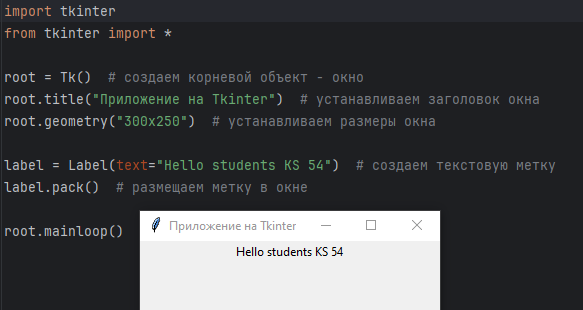 import tkinter
from tkinter import *
root = Tk()  # создаем корневой объект - окно
root.title("Приложение на Tkinter")  # устанавливаем заголовок окна
root.geometry("300x250")  # устанавливаем размеры окна
label = Label(text="Hello students KS 54")  # создаем текстовую метку
label.pack()  # размещаем метку в окне
root.mainloop()
Приложение на Tkinter
Hello students KS 54